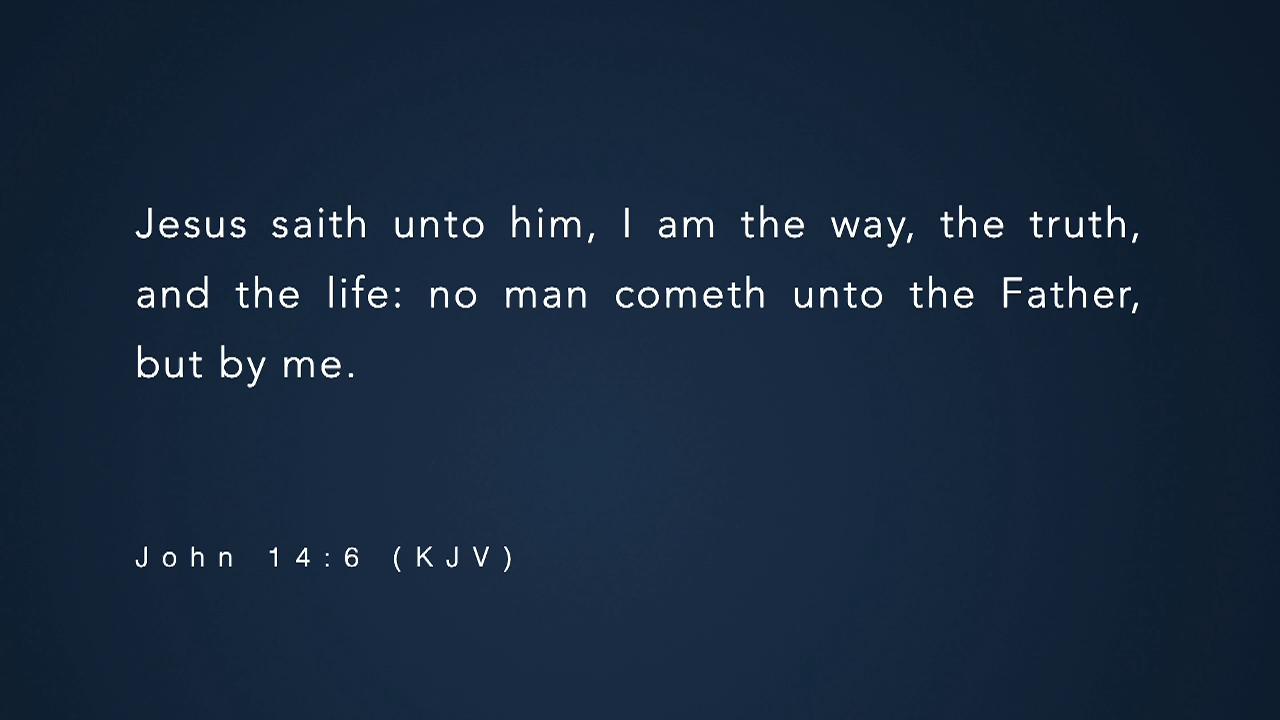 Jesus saith unto him, I am the way, the truth,
and the life: no man cometh unto the Father,
but by me.
John 14:6 (KJV)